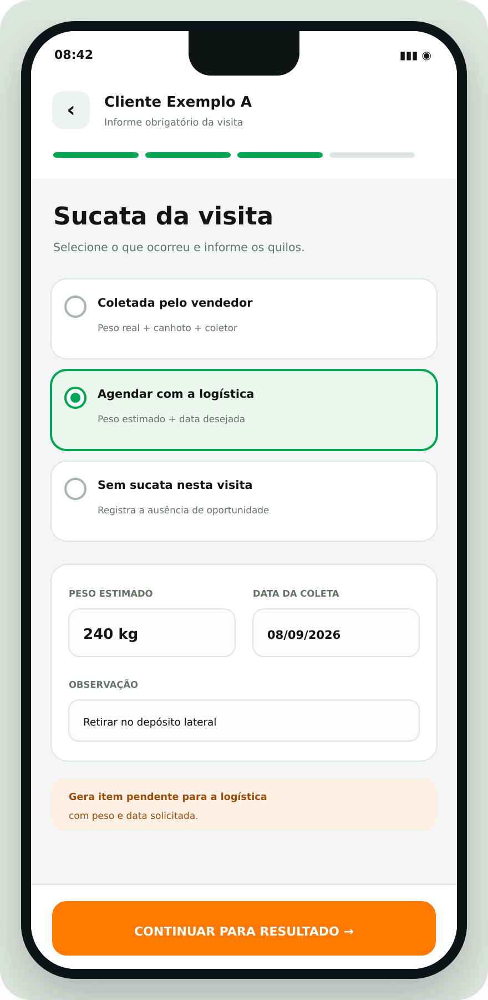 08:42
‹ Cliente Exemplo A
Informe obrigatório da visita
Sucata da visita
Selecione o que ocorreu e informe os quilos.
Coletada pelo vendedor
Peso real + canhoto + coletor
Agendar com a logística
Peso estimado + data desejada
Sem sucata nesta visita
Registra a ausência de oportunidade
PESO ESTIMADO
DATA DA COLETA
240 kg
08/09/2026
OBSERVAÇÃO
Retirar no depósito lateral
Gera item pendente para a logística
com peso e data solicitada.
CONTINUAR PARA RESULTADO →